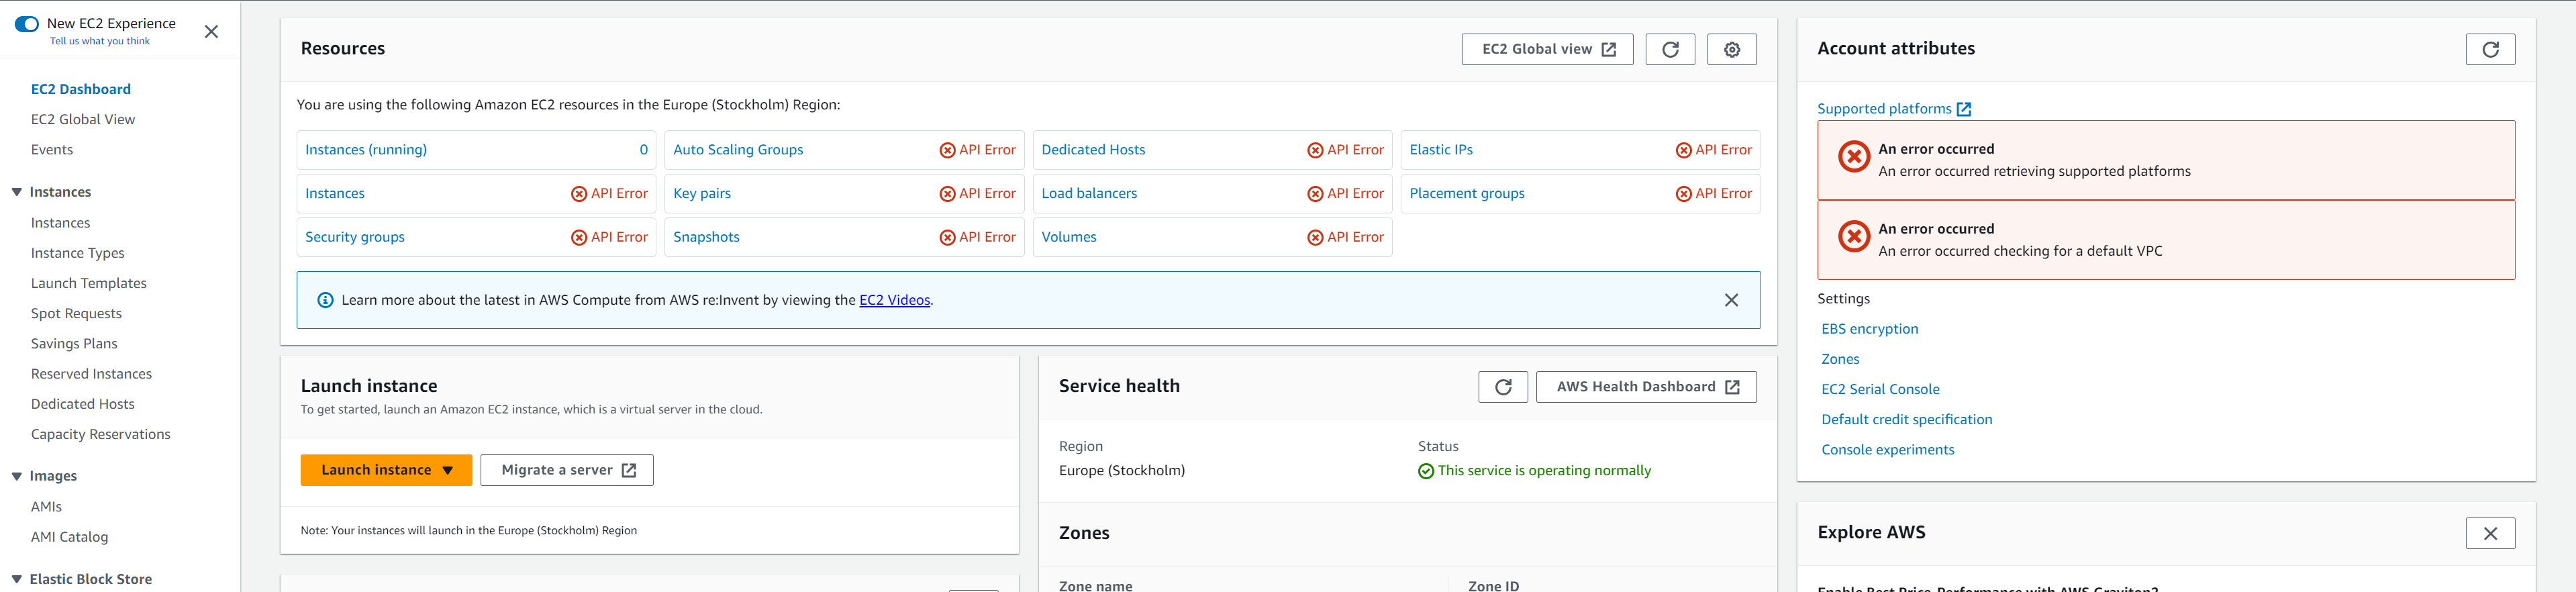 New EC2 Experience
Tell us what you think
EC2 Dashboard
EC2 Global View
Events
Instances
Instances
Instance Types
Launch Templates
Spot Requests
Savings Plans
Reserved Instances
Dedicated Hosts
Capacity Reservations
Images
AMIs
AMI Catalog
Elastic Block Store
Resources
EC2 Global view
You are using the following Amazon EC2 resources in the Europe (Stockholm) Region:
Instances (running) 0 Auto Scaling Groups API Error Dedicated Hosts API Error Elastic IPs API Error
Instances API Error Key pairs API Error Load balancers API Error Placement groups API Error
Security groups API Error Snapshots API Error Volumes API Error
Learn more about the latest in AWS Compute from AWS re:Invent by viewing the EC2 Videos.
Launch instance
To get started, launch an Amazon EC2 instance, which is a virtual server in the cloud.
Launch instance Migrate a server
Note: Your instances will launch in the Europe (Stockholm) Region
Service health
AWS Health Dashboard
Region Status
Europe (Stockholm) This service is operating normally
Zones
Zone name Zone ID
Account attributes
Supported platforms
An error occurred
An error occurred retrieving supported platforms
An error occurred
An error occurred checking for a default VPC
Settings
EBS encryption
Zones
EC2 Serial Console
Default credit specification
Console experiments
Explore AWS
Enable Best Price-Performance with AWS Graviton2